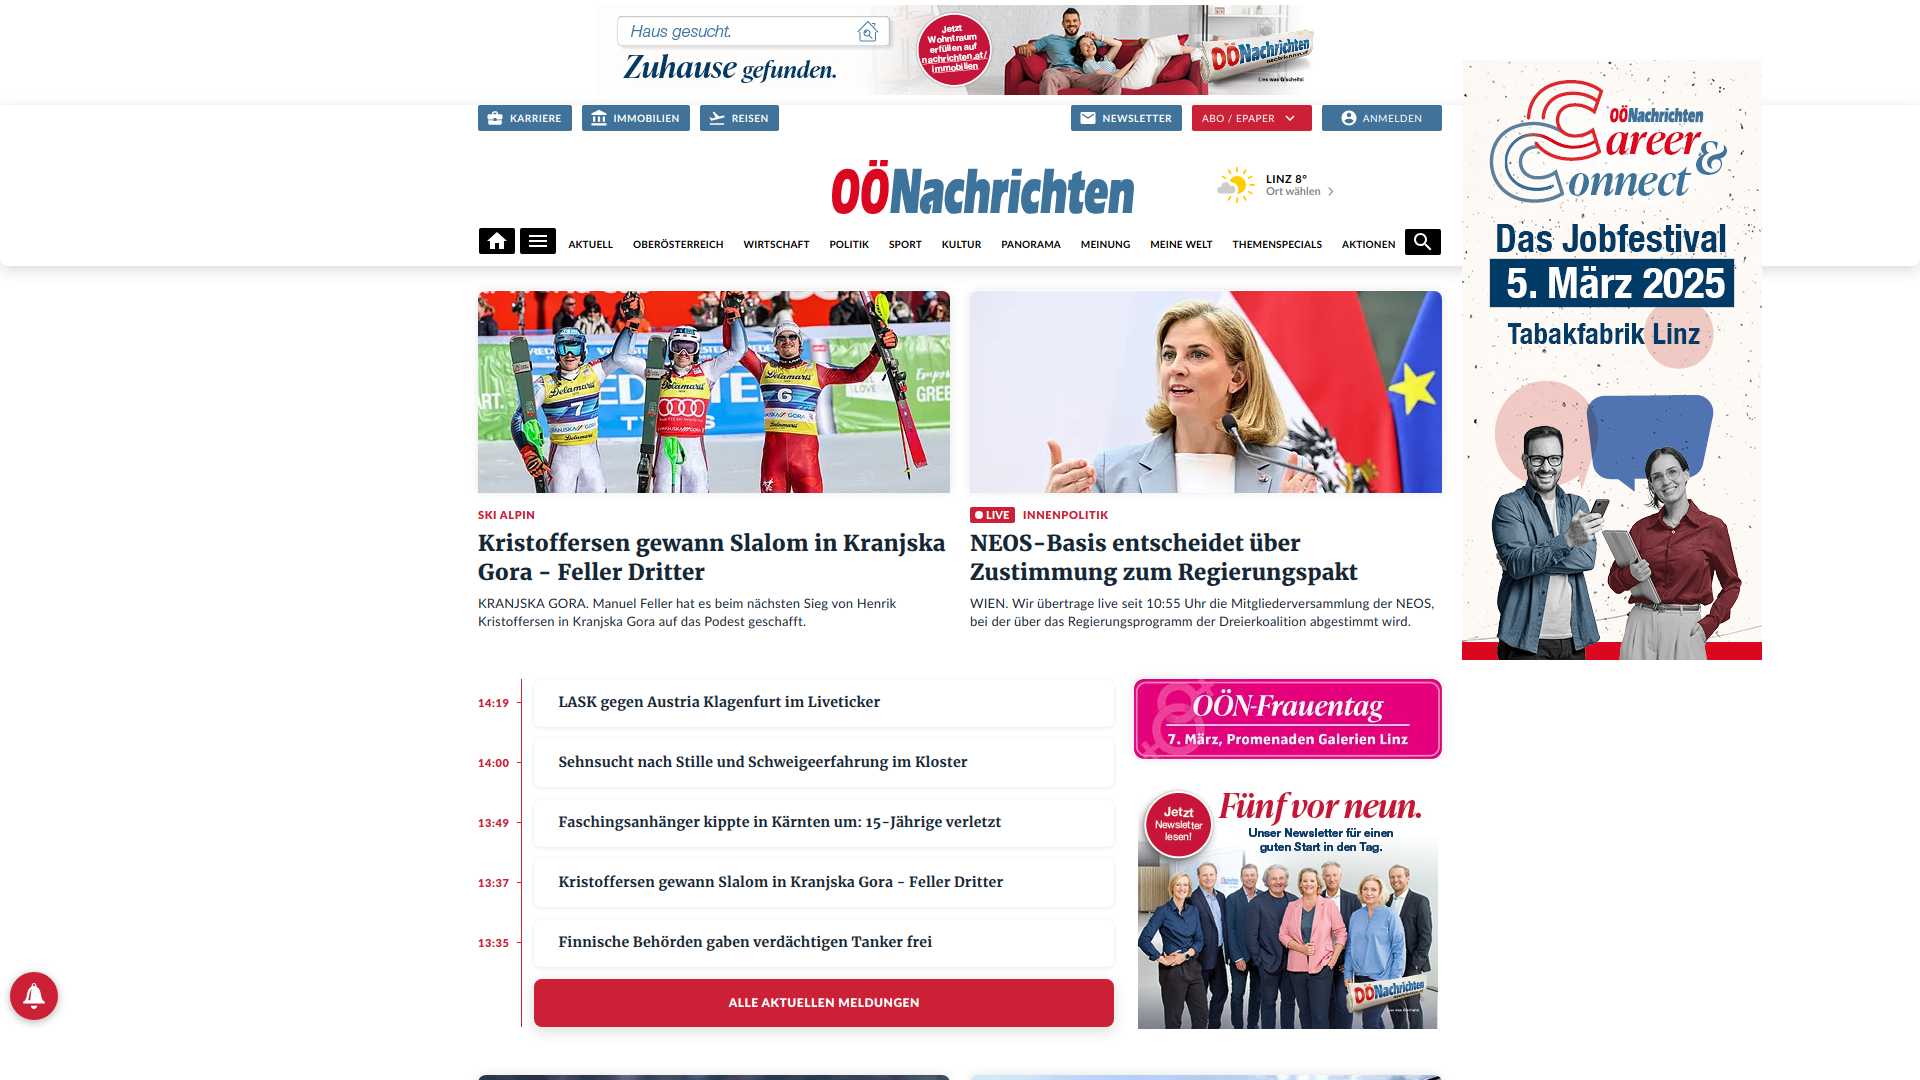 Haus gesucht.
Zuhause gefunden.
Jetzt
Wohntraum
erfüllen auf
nachrichten.at/
immobilien
OÖNachrichten
Lies was G'scheits!
KARRIERE
IMMOBILIEN
REISEN
NEWSLETTER
ABO / EPAPER
ANMELDEN
OÖNachrichten
LINZ 8°
Ort wählen
AKTUELL
OBERÖSTERREICH
WIRTSCHAFT
POLITIK
SPORT
KULTUR
PANORAMA
MEINUNG
MEINE WELT
THEMENSPECIALS
AKTIONEN
OÖNachrichten
Career &
Connect
Das Jobfestival
5. März 2025
Tabakfabrik Linz
SKI ALPIN
Kristoffersen gewann Slalom in Kranjska
Gora - Feller Dritter
KRANJSKA GORA. Manuel Feller hat es beim nächsten Sieg von Henrik
Kristoffersen in Kranjska Gora auf das Podest geschafft.
LIVE INNENPOLITIK
NEOS-Basis entscheidet über
Zustimmung zum Regierungspakt
WIEN. Wir übertrage live seit 10:55 Uhr die Mitgliederversammlung der NEOS,
bei der über das Regierungsprogramm der Dreierkoalition abgestimmt wird.
14:19 LASK gegen Austria Klagenfurt im Liveticker
14:00 Sehnsucht nach Stille und Schweigeerfahrung im Kloster
13:49 Faschingsanhänger kippte in Kärnten um: 15-Jährige verletzt
13:37 Kristoffersen gewann Slalom in Kranjska Gora - Feller Dritter
13:35 Finnische Behörden gaben verdächtigen Tanker frei
ALLE AKTUELLEN MELDUNGEN
OÖN-Frauentag
7. März, Promenaden Galerien Linz
Jetzt
Newsletter
lesen!
Fünf vor neun.
Unser Newsletter für einen
guten Start in den Tag.
OÖNachrichten